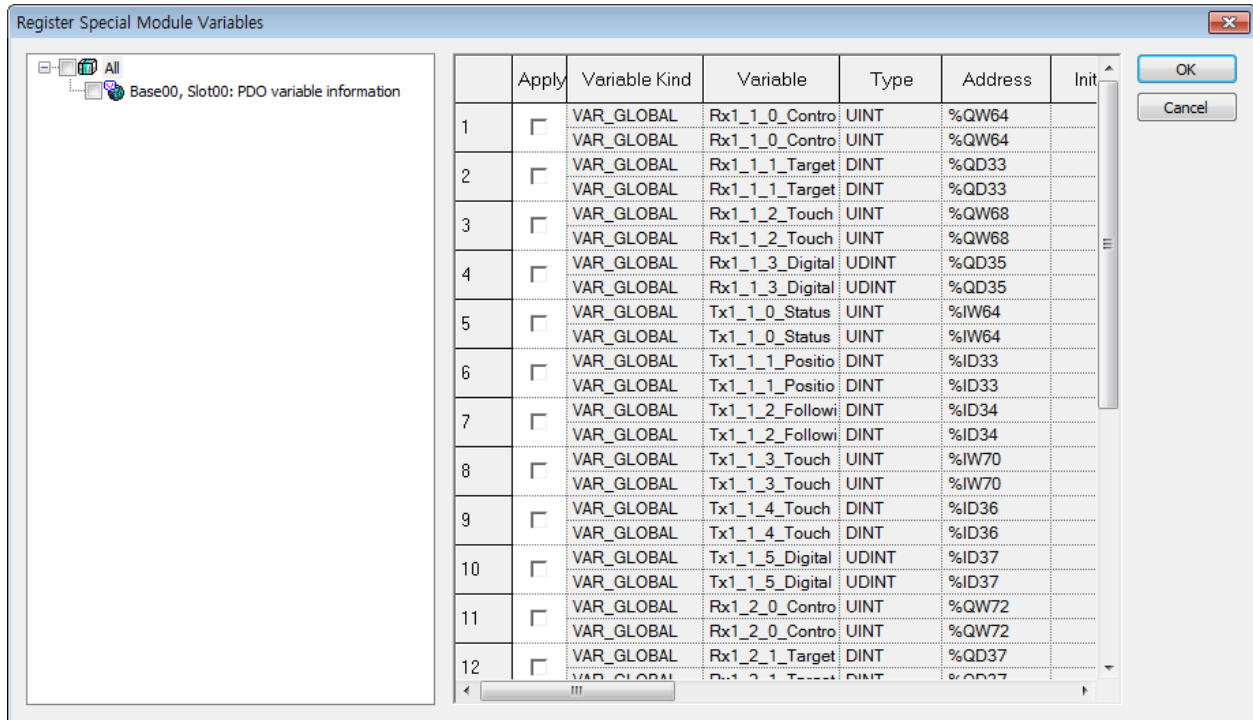 Register Special Module Variables
All
Base00, Slot00: PDO variable information
Apply Variable Kind Variable Type Address Init
1 VAR_GLOBAL Rx1_1_0_Contro UINT %QW64
VAR_GLOBAL Rx1_1_0_Contro UINT %QW64
2 VAR_GLOBAL Rx1_1_1_Target DINT %QD33
VAR_GLOBAL Rx1_1_1_Target DINT %QD33
3 VAR_GLOBAL Rx1_1_2_Touch UINT %QW68
VAR_GLOBAL Rx1_1_2_Touch UINT %QW68
4 VAR_GLOBAL Rx1_1_3_Digital UDINT %QD35
VAR_GLOBAL Rx1_1_3_Digital UDINT %QD35
5 VAR_GLOBAL Tx1_1_0_Status UINT %IW64
VAR_GLOBAL Tx1_1_0_Status UINT %IW64
6 VAR_GLOBAL Tx1_1_1_Positio DINT %ID33
VAR_GLOBAL Tx1_1_1_Positio DINT %ID33
7 VAR_GLOBAL Tx1_1_2_Followi DINT %ID34
VAR_GLOBAL Tx1_1_2_Followi DINT %ID34
8 VAR_GLOBAL Tx1_1_3_Touch UINT %IW70
VAR_GLOBAL Tx1_1_3_Touch UINT %IW70
9 VAR_GLOBAL Tx1_1_4_Touch DINT %ID36
VAR_GLOBAL Tx1_1_4_Touch DINT %ID36
10 VAR_GLOBAL Tx1_1_5_Digital UDINT %ID37
VAR_GLOBAL Tx1_1_5_Digital UDINT %ID37
11 VAR_GLOBAL Rx1_2_0_Contro UINT %QW72
VAR_GLOBAL Rx1_2_0_Contro UINT %QW72
12 VAR_GLOBAL Rx1_2_1_Target DINT %QD37
VAR_GLOBAL Rx1_2_1_Target DINT %QD37
OK
Cancel